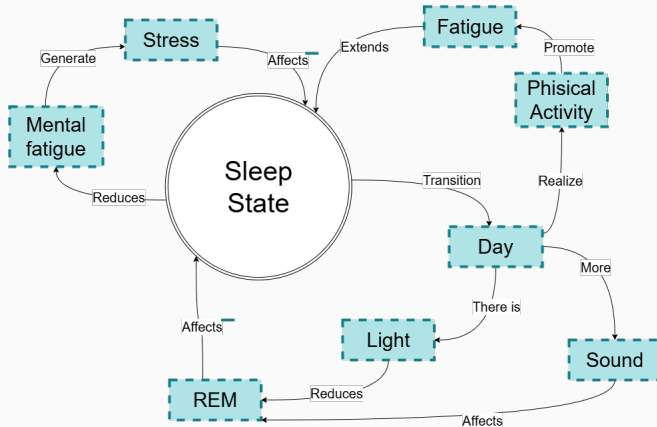 Stress
Fatigue
Generate
Affects
Extends
Promote
Mental
fatigue
Phisical
Activity
Sleep
State
Reduces
Transition
Realize
Day
More
There is
Affects
Light
Sound
Reduces
REM
Affects